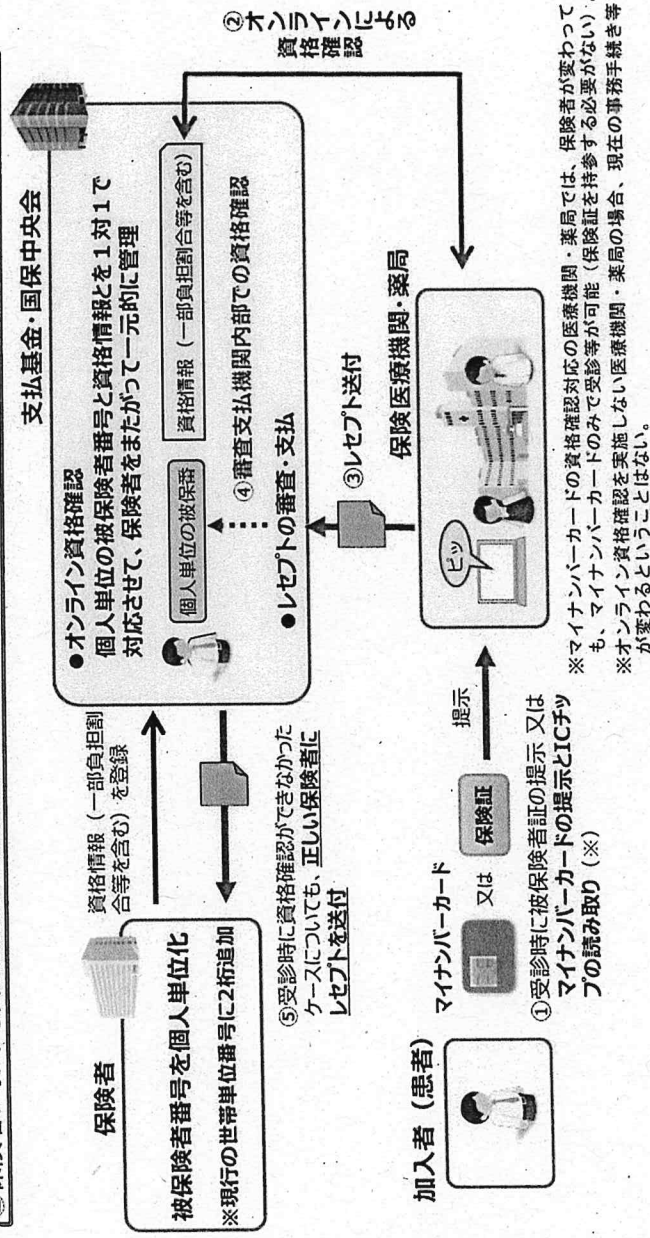 支払基金・国保中央会
●オンライン資格確認
個人単位の被保険者番号と資格情報とを1対1で
対応させて、保険者をまたがって一元的に管理
個人単位の被保番
資格情報（一部負担割合等を含む）
④審査支払機関内部での資格確認
●レセプトの審査・支払
②オンラインによる
資格確認
保険者
被保険者番号を個人単位化
※現行の世帯単位番号に2桁追加
資格情報（一部負担割
合等を含む）を登録
⑤受診時に資格確認ができなかった
ケースについても、正しい保険者に
レセプトを送付
③レセプト送付
保険医療機関・薬局
ピッ
加入者（患者）
マイナンバーカード
又は
保険証
提示
①受診時に被保険者証の提示 又は
マイナンバーカードの提示とICチッ
プの読み取り（※）
※マイナンバーカードの資格確認対応の医療機関・薬局では、保険者が変わって
も、マイナンバーカードのみで受診等が可能（保険証を持参する必要がない）。
※オンライン資格確認を実施しない医療機関・薬局の場合、現在の事務手続き等
が変わるということはない。